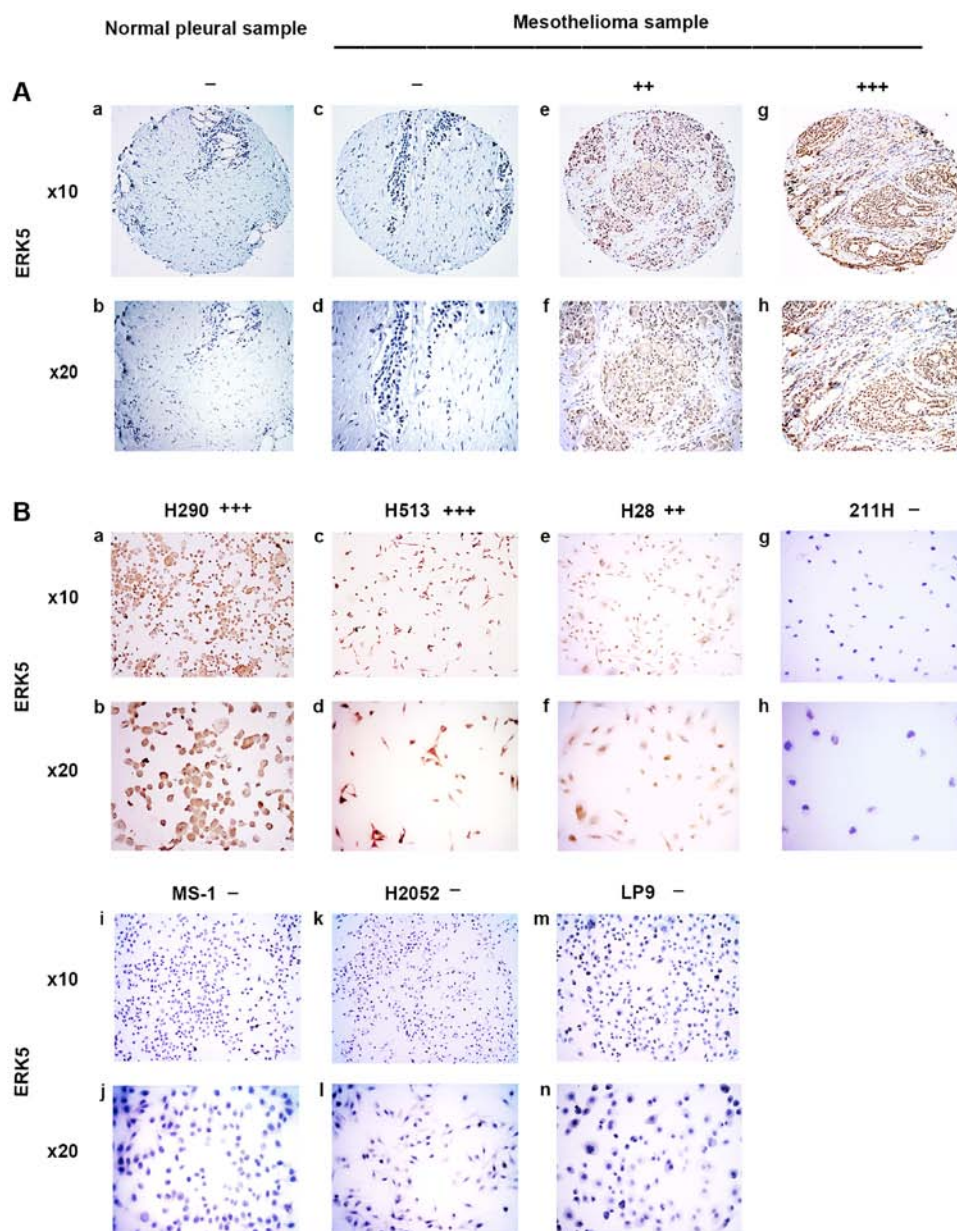 Normal pleural sample
Mesothelioma sample
A
– – ++ +++
a c e g
x10
ERK5
b d f h
x20
B
H290 +++ H513 +++ H28 ++ 211H –
a c e g
x10
ERK5
b d f h
x20
MS-1 – H2052 – LP9 –
i k m
x10
ERK5
j l n
x20